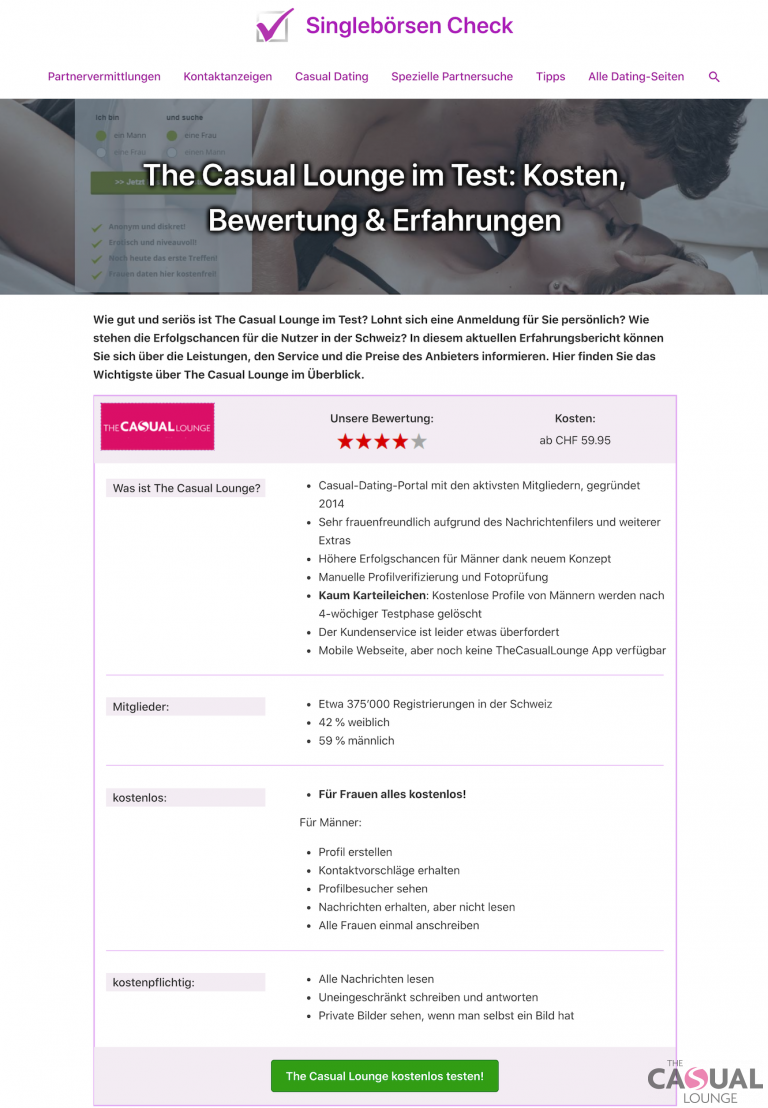 Singlebörsen Check
Partnervermittlungen Kontaktanzeigen Casual Dating Spezielle Partnersuche Tipps Alle Dating-Seiten
ich bin und suche
ein Mann eine Frau
eine Frau einen Mann
>> Jetzt
The Casual Lounge im Test: Kosten,
Bewertung & Erfahrungen
Anonym und diskret!
Erotisch und niveauvoll!
Noch heute das erste Treffen!
Frauen daten hier kostenfrei!
Wie gut und seriös ist The Casual Lounge im Test? Lohnt sich eine Anmeldung für Sie persönlich? Wie
stehen die Erfolgschancen für die Nutzer in der Schweiz? In diesem aktuellen Erfahrungsbericht können
Sie sich über die Leistungen, den Service und die Preise des Anbieters informieren. Hier finden Sie das
Wichtigste über The Casual Lounge im Überblick.
THE CASUAL LOUNGE
Unsere Bewertung:
Kosten:
ab CHF 59.95
Was ist The Casual Lounge?
• Casual-Dating-Portal mit den aktivsten Mitgliedern, gegründet
2014
• Sehr frauenfreundlich aufgrund des Nachrichtenfilers und weiterer
Extras
• Höhere Erfolgschancen für Männer dank neuem Konzept
• Manuelle Profilverifizierung und Fotoprüfung
• Kaum Karteileichen: Kostenlose Profile von Männern werden nach
4-wöchiger Testphase gelöscht
• Der Kundenservice ist leider etwas überfordert
• Mobile Webseite, aber noch keine TheCasualLounge App verfügbar
Mitglieder:
• Etwa 375’000 Registrierungen in der Schweiz
• 42 % weiblich
• 59 % männlich
kostenlos:
• Für Frauen alles kostenlos!
Für Männer:
• Profil erstellen
• Kontaktvorschläge erhalten
• Profilbesucher sehen
• Nachrichten erhalten, aber nicht lesen
• Alle Frauen einmal anschreiben
kostenpflichtig:
• Alle Nachrichten lesen
• Uneingeschränkt schreiben und antworten
• Private Bilder sehen, wenn man selbst ein Bild hat
The Casual Lounge kostenlos testen!
THE
CASUAL
LOUNGE